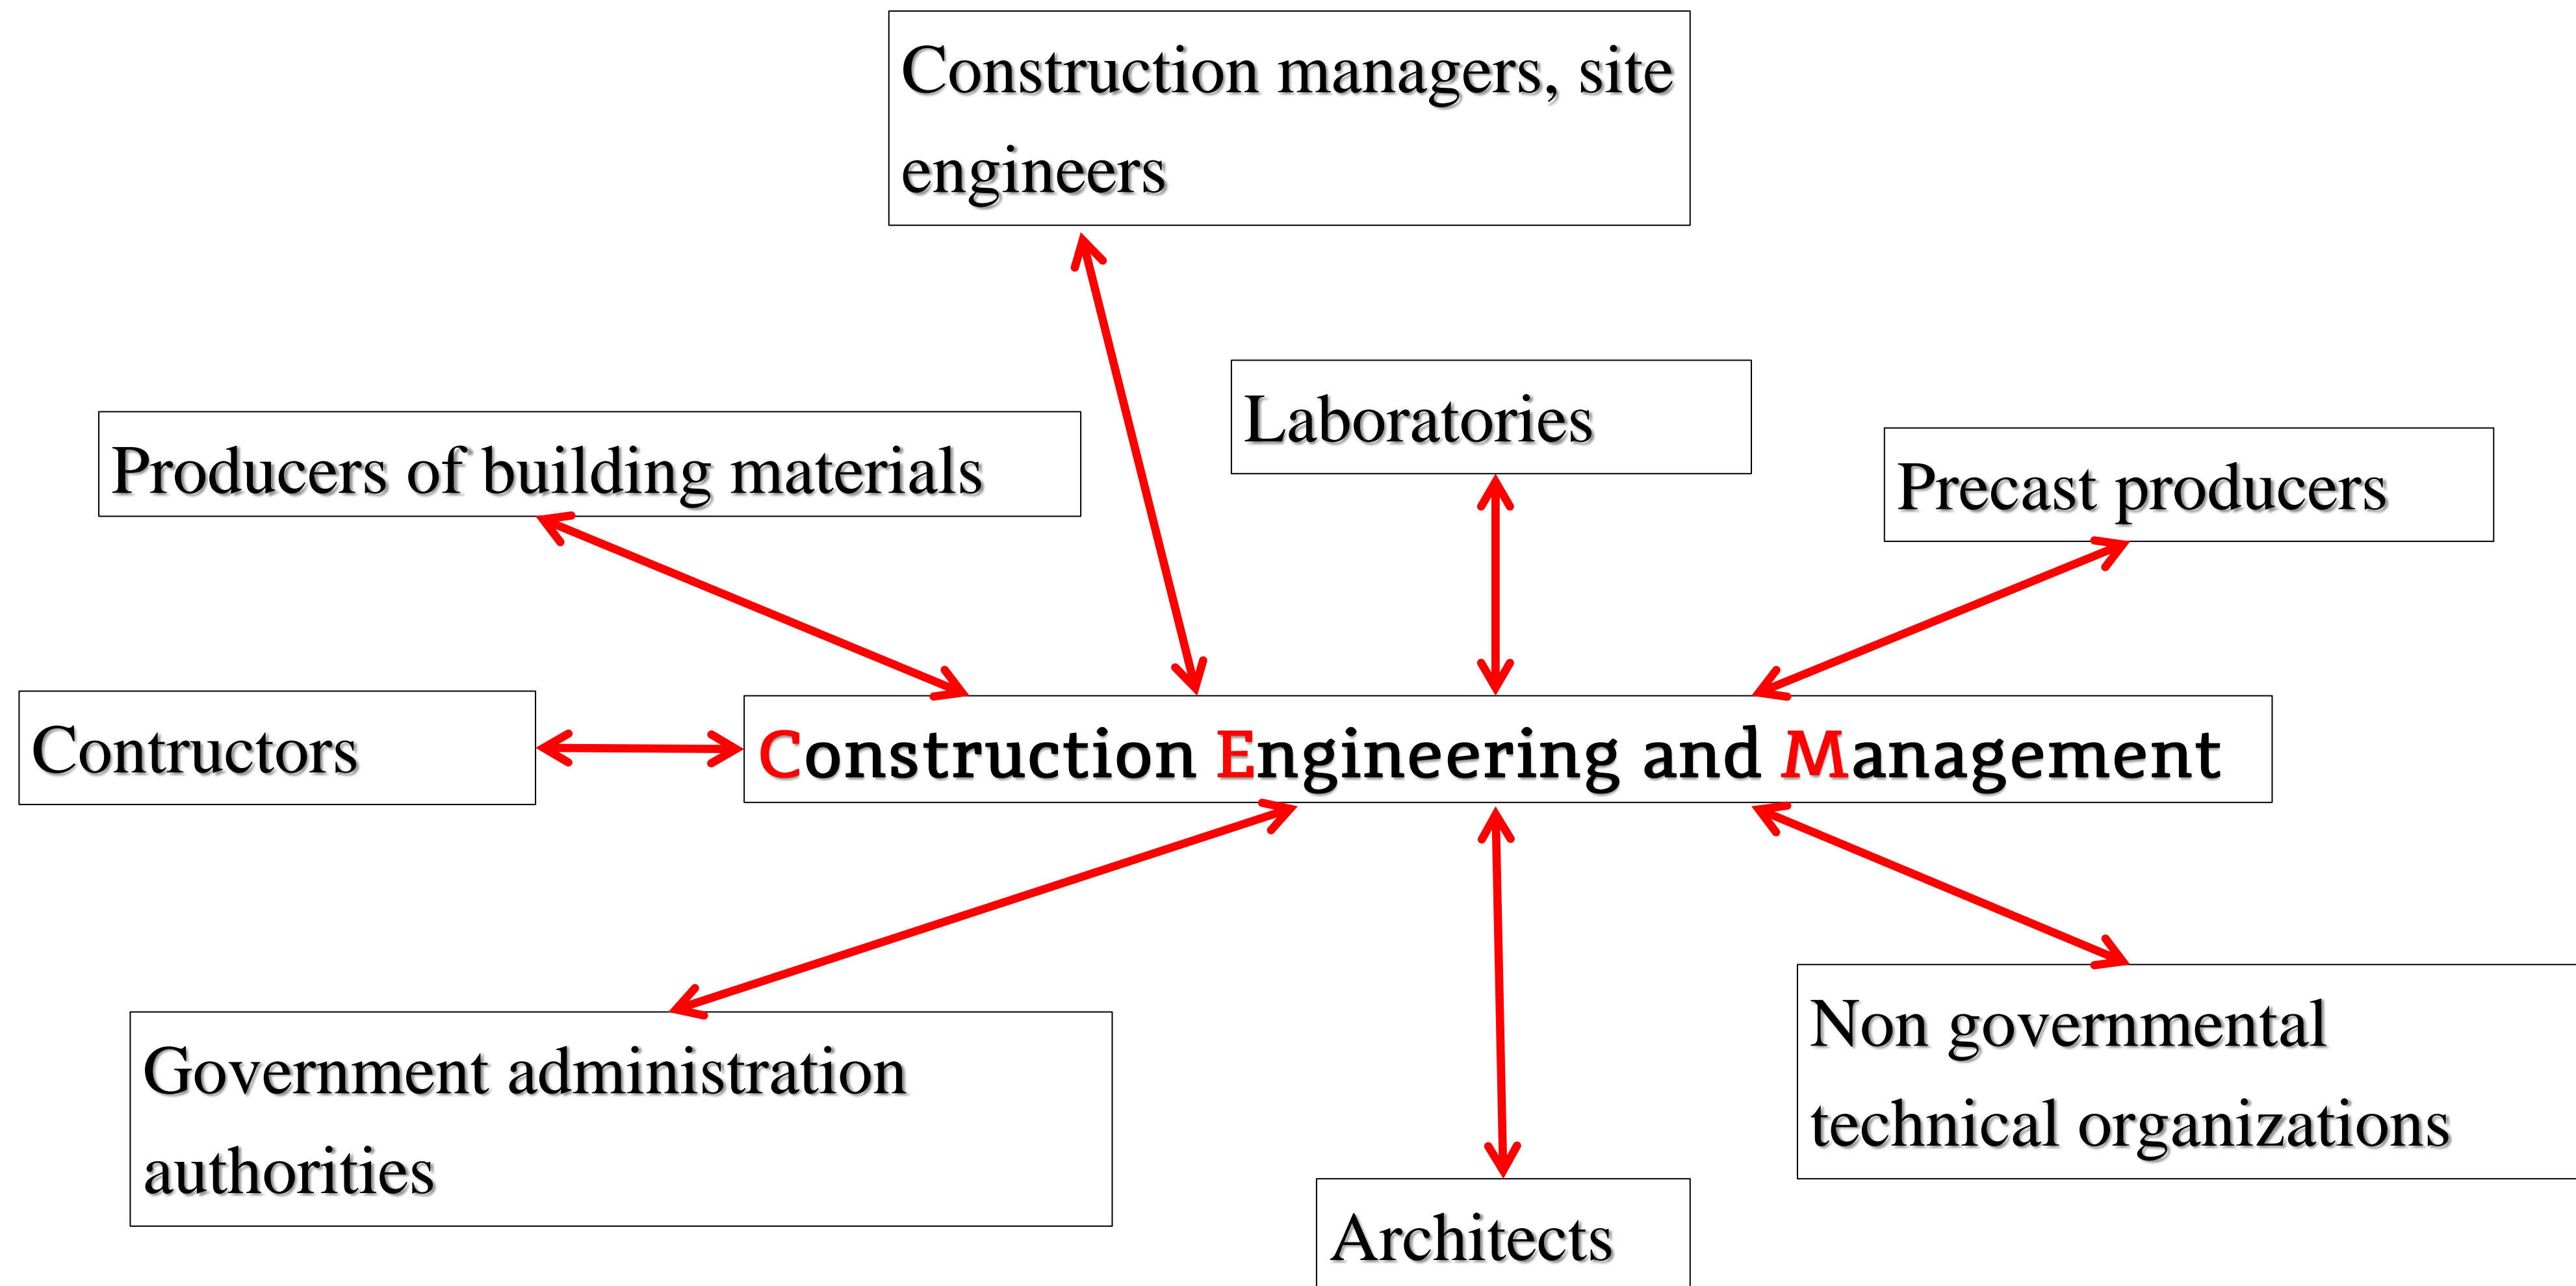 Construction managers, site
engineers
Laboratories
Producers of building materials
Precast producers
Contructors
Construction Engineering and Management
Government administration
authorities
Non governmental
technical organizations
Architects